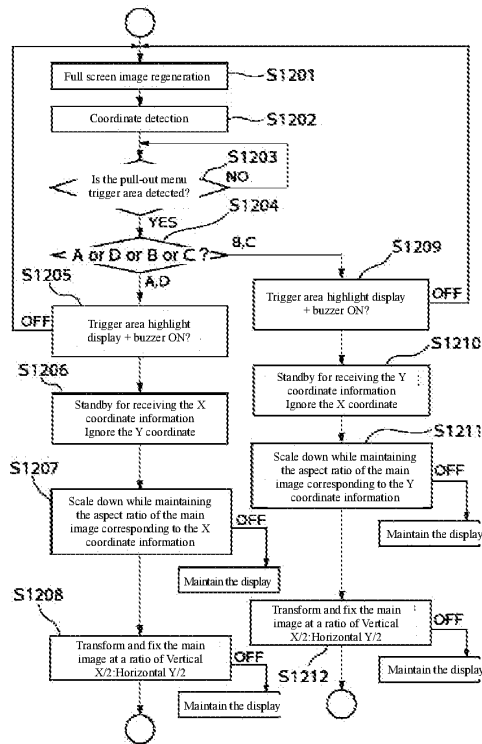 Full screen image regeneration
S1201
Coordinate detection
S1202
S1203
Is the pull-out menu
trigger area detected?
NO
YES
S1204
A or D or B or C ?
B,C
A,D
S1205
OFF
Trigger area highlight
display + buzzer ON?
S1209
Trigger area highlight display
+ buzzer ON?
OFF
S1206
Standby for receiving the X
coordinate information
Ignore the Y coordinate
S1210
Standby for receiving the Y
coordinate information
Ignore the X coordinate
S1207
Scale down while maintaining
the aspect ratio of the main
image corresponding to the X
coordinate information
OFF
Maintain the display
S1211
Scale down while maintaining
the aspect ratio of the main
image corresponding to the Y
coordinate information
OFF
Maintain the display
S1208
Transform and fix the main
image at a ratio of Vertical
X/2:Horizontal Y/2
OFF
Maintain the display
Transform and fix the main
image at a ratio of Vertical
X/2:Horizontal Y/2
OFF
S1212
Maintain the display